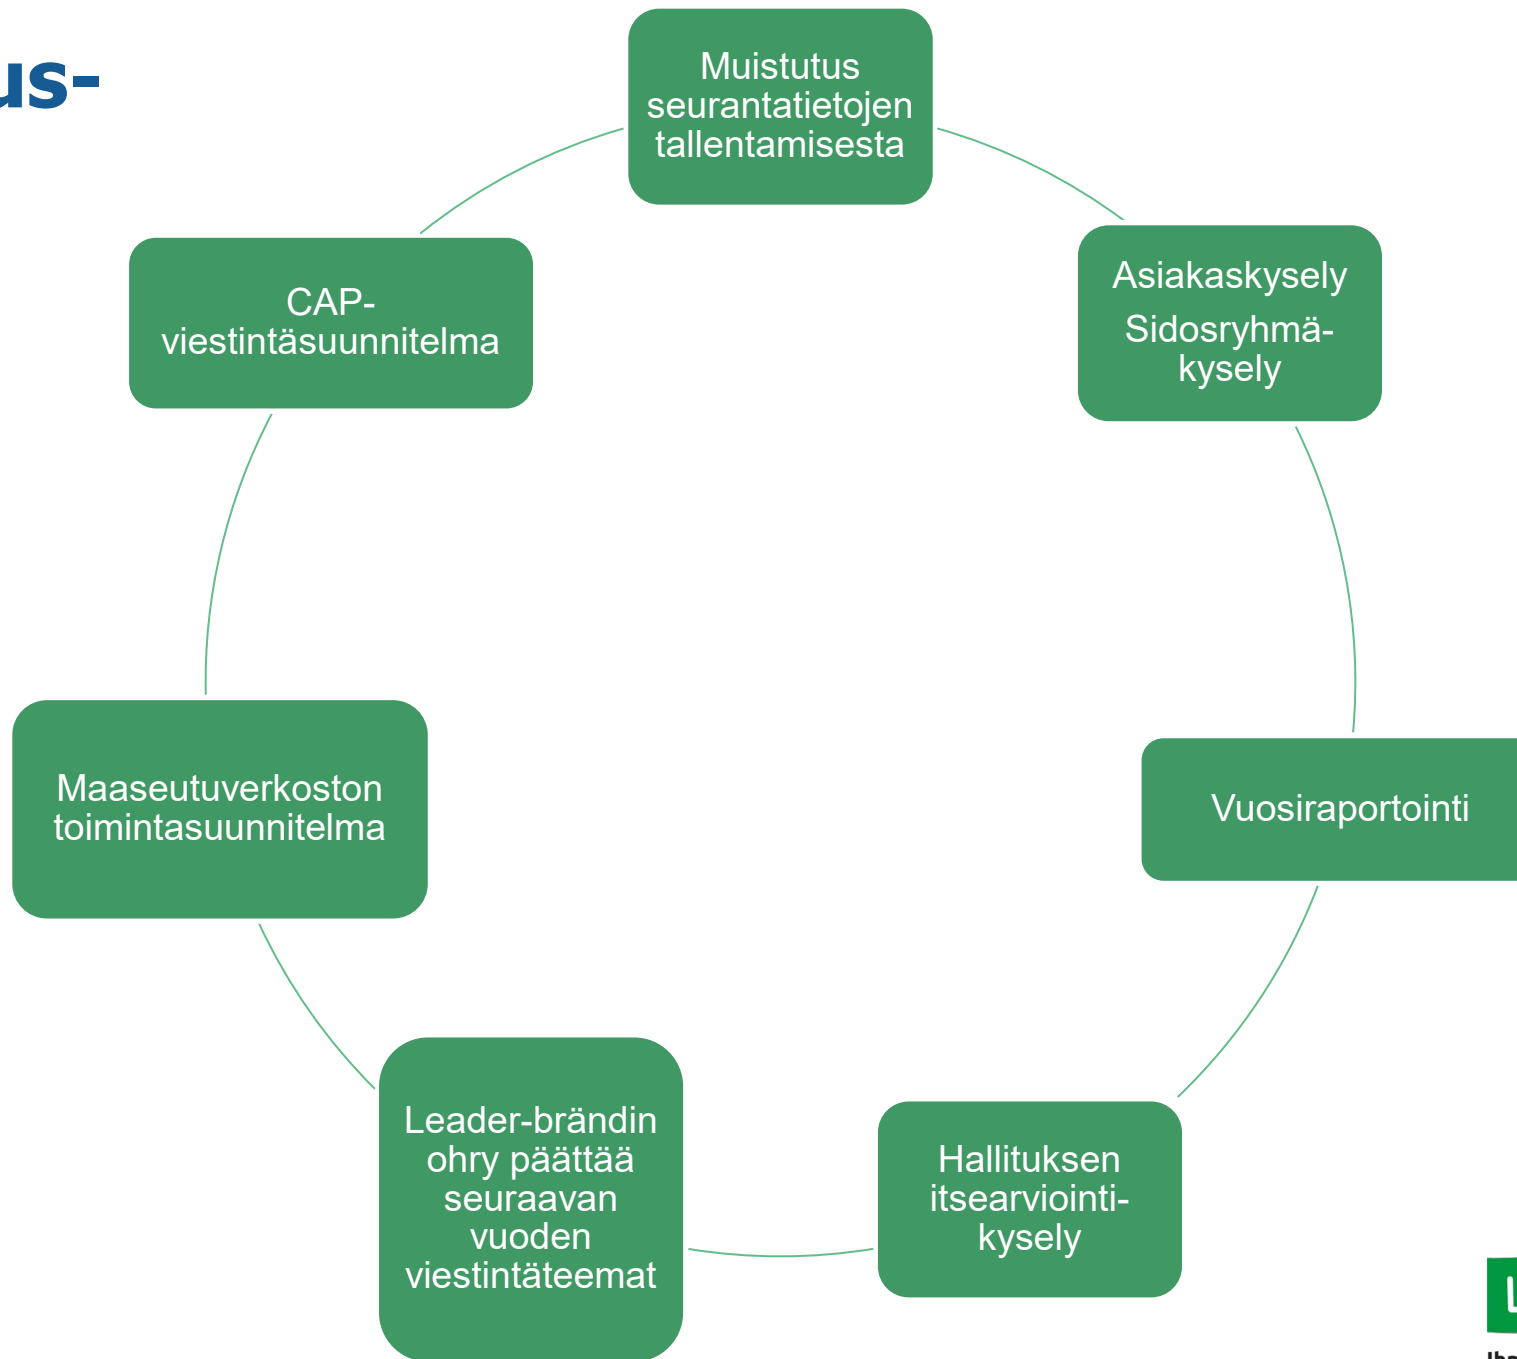 us-
Muistutus
seurantatietojen
tallentamisesta
Asiakaskysely
Sidosryhmä-
kysely
Vuosiraportointi
Hallituksen
itsearviointi-
kysely
Leader-brändin
ohry päättää
seuraavan
vuoden
viestintäteemat
Maaseutuverkoston
toimintasuunnitelma
CAP-
viestintäsuunnitelma